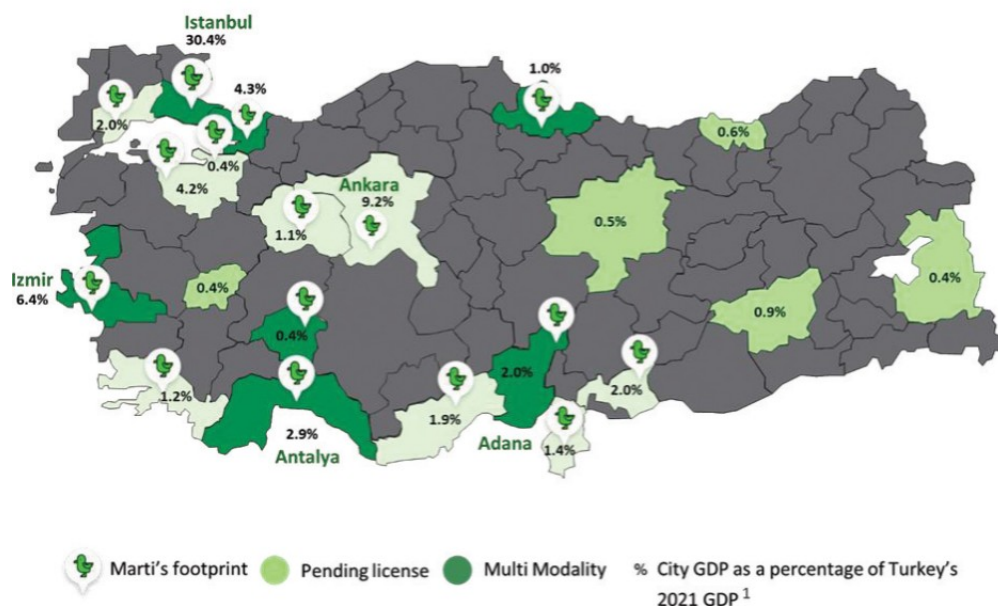 Istanbul
30.4%
4.3%
1.0%
2.0%
0.4%
0.6%
4.2%
Ankara
9.2%
1.1%
0.5%
Izmir
6.4%
0.4%
0.4%
0.9%
0.4%
2.0%
2.0%
1.2%
1.9%
2.9%
Antalya
Adana
1.4%
Marti's footprint
Pending license
Multi Modality
% City GDP as a percentage of Turkey's
2021 GDP 1